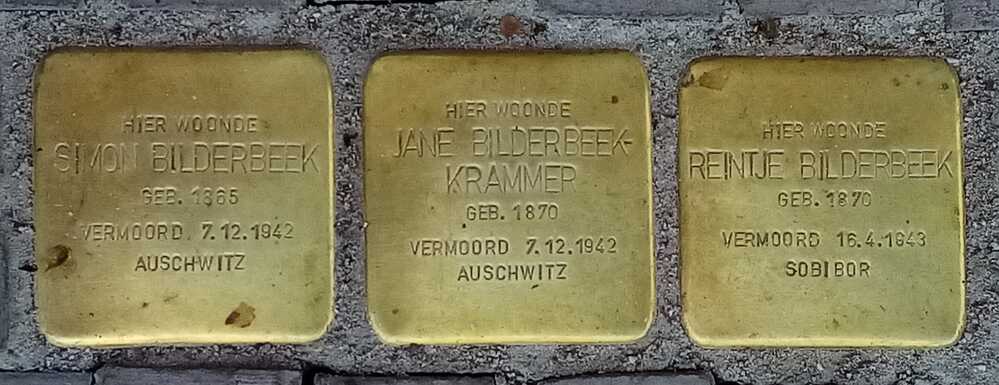 HIER WOONDE
SIMON BILDERBEEK
GEB. 1865
VERMOORD 7.12.1942
AUSCHWITZ
HIER WOONDE
JANE BILDERBEEK-
KRAMMER
GEB. 1870
VERMOORD 7.12.1942
AUSCHWITZ
HIER WOONDE
REINTJE BILDERBEEK
GEB. 1870
VERMOORD 16.4.1943
SOBIBOR